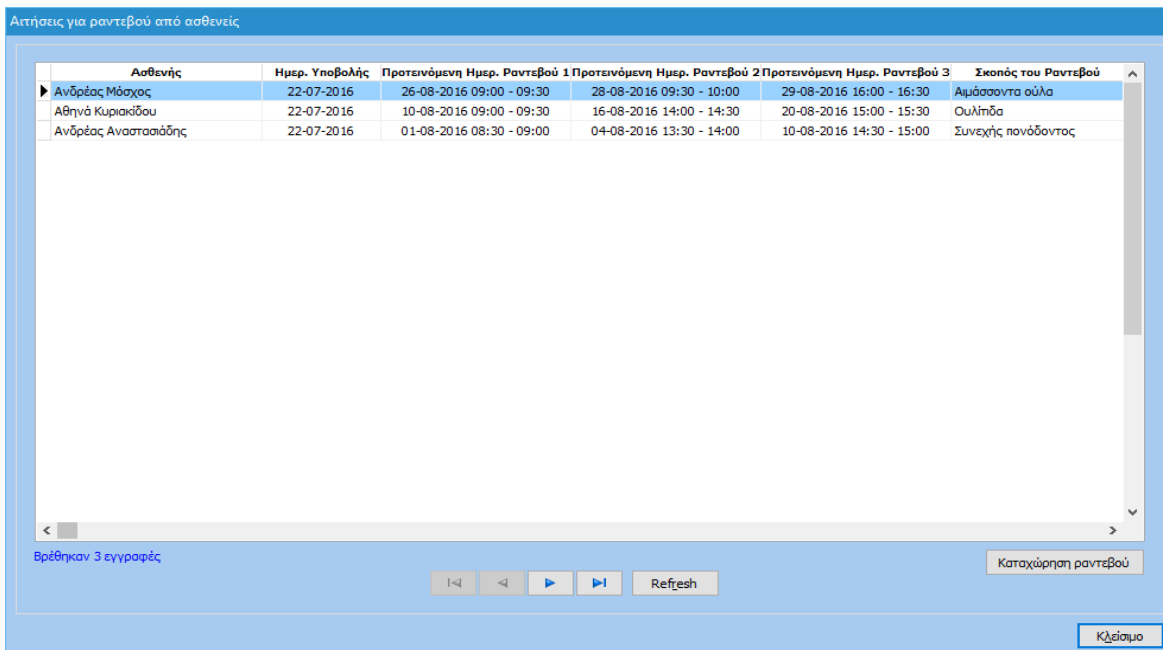 Αιτήσεις για ραντεβού από ασθενείς
Ασθενής Ημερ. Υποβολής Προτεινόμενη Ημερ. Ραντεβού 1 Προτεινόμενη Ημερ. Ραντεβού 2 Προτεινόμενη Ημερ. Ραντεβού 3 Σκοπός του Ραντεβού
Ανδρέας Μόσχος 22-07-2016 26-08-2016 09:00 - 09:30 28-08-2016 09:30 - 10:00 29-08-2016 16:00 - 16:30 Αιμάσσοντα ούλα
Αθηνά Κυριακίδου 22-07-2016 10-08-2016 09:00 - 09:30 16-08-2016 14:00 - 14:30 20-08-2016 15:00 - 15:30 Ουλίτιδα
Ανδρέας Αναστασιάδης 22-07-2016 01-08-2016 08:30 - 09:00 04-08-2016 13:30 - 14:00 10-08-2016 14:30 - 15:00 Συνεχής πονόδοντος
Βρέθηκαν 3 εγγραφές
Καταχώρηση ραντεβού
Refresh
Κλείσιμο